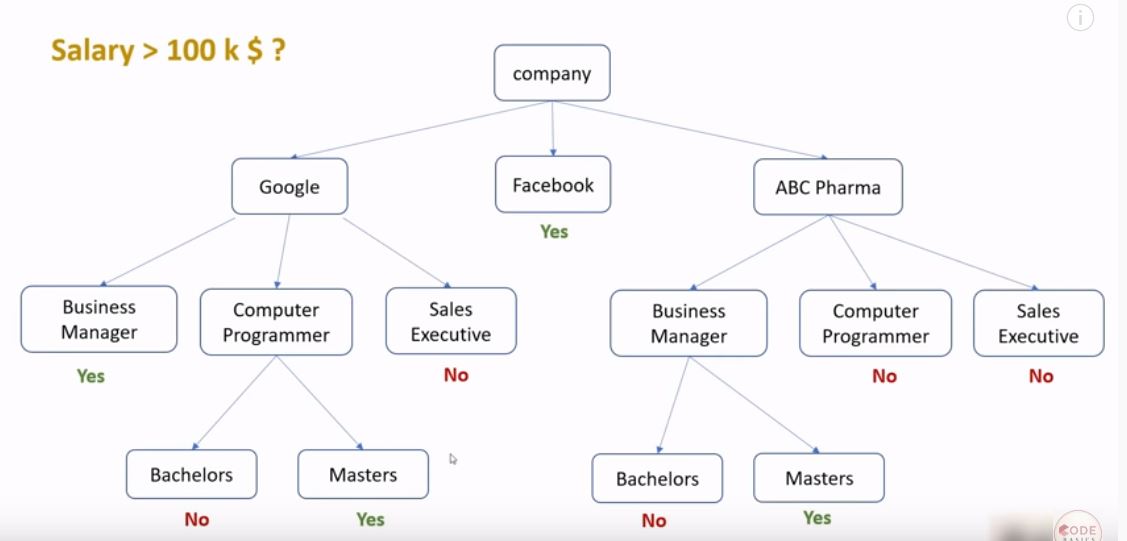 Salary > 100 k $ ?
company
Google
Facebook
ABC Pharma
Yes
Business
Manager
Computer
Programmer
Sales
Executive
Business
Manager
Computer
Programmer
Sales
Executive
Yes
No
No
No
Bachelors
Masters
Bachelors
Masters
No
Yes
No
Yes
CODE